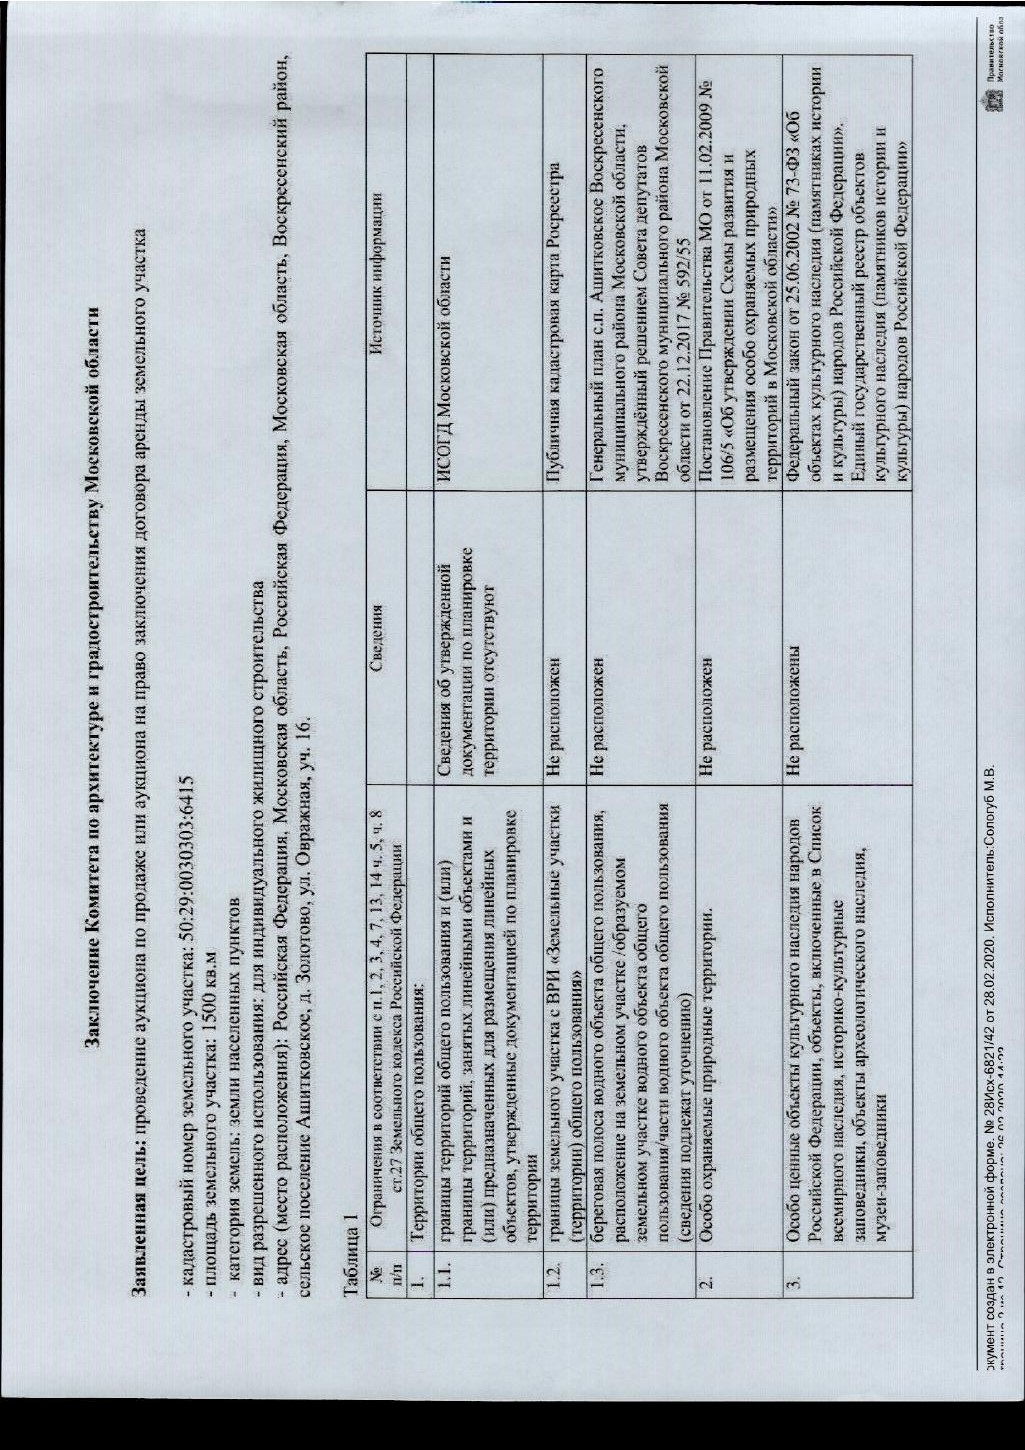 Заключение Комитета по архитектуре и градостроительству Московской области
Заявленная цель: проведение аукциона по продаже или аукциона на право заключения договора аренды земельного участка
- кадастровый номер земельного участка: 50:29:0030303:6415
- площадь земельного участка: 1500 кв.м
- категория земель: земли населенных пунктов
- вид разрешенного использования: для индивидуального жилищного строительства
- адрес (место расположения): Российская Федерация, Московская область, Российская Федерация, Московская область, Воскресенский район,
сельское поселение Ашитковское, д. Золотово, ул. Овражная, уч. 16.
Таблица 1
№
п/п
Ограничения в соответствии с п.1, 2, 3, 4, 7, 13, 14 ч. 5, ч. 8
ст.27 Земельного кодекса Российской Федерации
Сведения
Источник информации
1.
Территории общего пользования:
1.1.
границы территорий общего пользования и (или)
границы территорий, занятых линейными объектами и
(или) предназначенных для размещения линейных
объектов, утвержденные документацией по планировке
территории
Сведения об утвержденной
документации по планировке
территории отсутствуют
ИСОГД Московской области
1.2.
границы земельного участка с ВРИ «Земельные участки
(территории) общего пользования»
Не расположен
Публичная кадастровая карта Росреестра
1.3.
береговая полоса водного объекта общего пользования,
расположение на земельном участке /образуемом
земельном участке водного объекта общего
пользования/части водного объекта общего пользования
(сведения подлежат уточнению)
Не расположен
Генеральный план с.п. Ашитковское Воскресенского
муниципального района Московской области,
утверждённый решением Совета депутатов
Воскресенского муниципального района Московской
области от 22.12.2017 № 592/55
2.
Особо охраняемые природные территории.
Не расположен
Постановление Правительства МО от 11.02.2009 №
106/5 «Об утверждении Схемы развития и
размещения особо охраняемых природных
территорий в Московской области»
3.
Особо ценные объекты культурного наследия народов
Российской Федерации, объекты, включенные в Список
всемирного наследия, историко-культурные
заповедники, объекты археологического наследия,
музеи-заповедники
Не расположены
Федеральный закон от 25.06.2002 № 73-ФЗ «Об
объектах культурного наследия (памятниках истории
и культуры) народов Российской Федерации».
Единый государственный реестр объектов
культурного наследия (памятников истории и
культуры) народов Российской Федерации»
окумент создан в электронной форме. № 28Исх-6821/42 от 28.02.2020. Исполнитель:Сологуб М.В.
Правительство
Московской обла